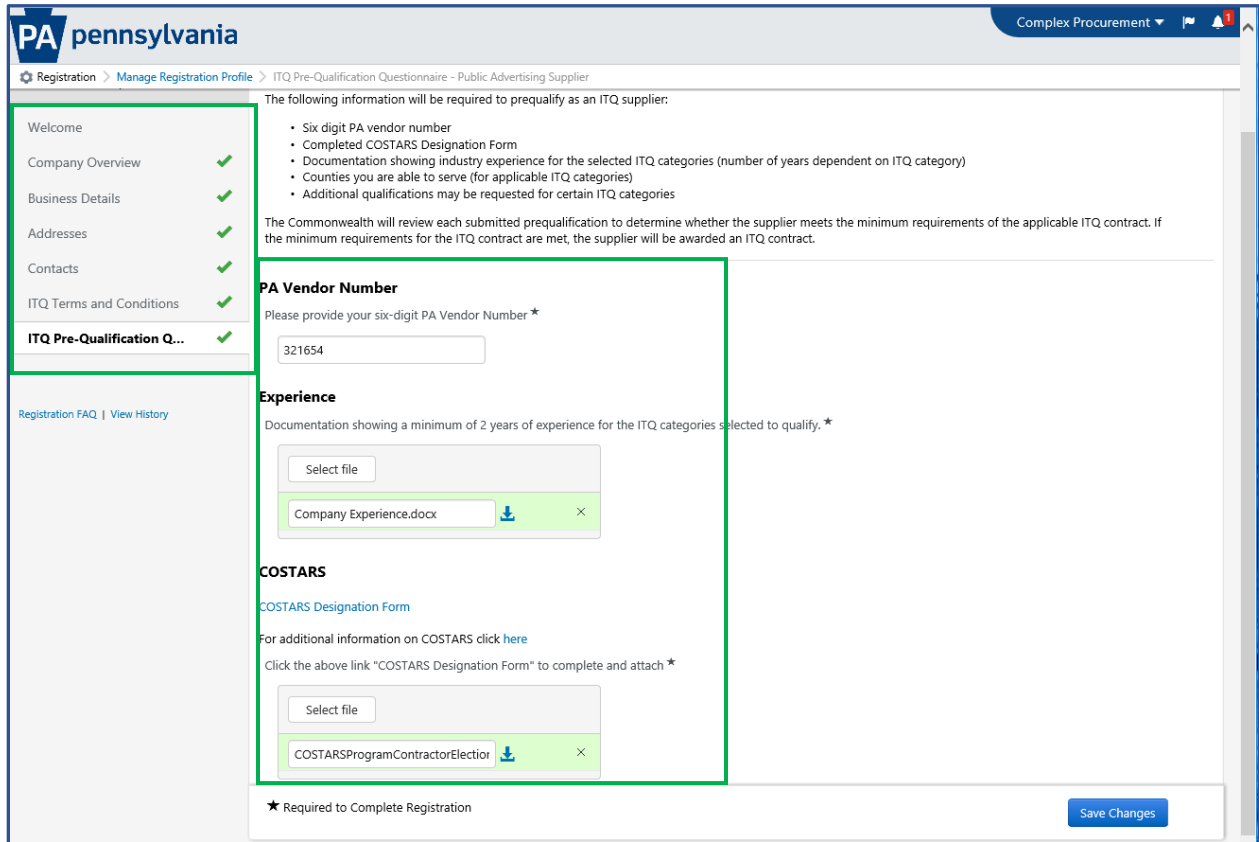 PA pennsylvania
Complex Procurement
1
Registration > Manage Registration Profile > ITQ Pre-Qualification Questionnaire - Public Advertising Supplier
Welcome
Company Overview
Business Details
Addresses
Contacts
ITQ Terms and Conditions
ITQ Pre-Qualification Q...
Registration FAQ | View History
The following information will be required to prequalify as an ITQ supplier:
• Six digit PA vendor number
• Completed COSTARS Designation Form
• Documentation showing industry experience for the selected ITQ categories (number of years dependent on ITQ category)
• Counties you are able to serve (for applicable ITQ categories)
• Additional qualifications may be requested for certain ITQ categories
The Commonwealth will review each submitted prequalification to determine whether the supplier meets the minimum requirements of the applicable ITQ contract. If
the minimum requirements for the ITQ contract are met, the supplier will be awarded an ITQ contract.
PA Vendor Number
Please provide your six-digit PA Vendor Number ★
321654
Experience
Documentation showing a minimum of 2 years of experience for the ITQ categories selected to qualify. ★
Select file
Company Experience.docx
COSTARS
COSTARS Designation Form
For additional information on COSTARS click here
Click the above link "COSTARS Designation Form" to complete and attach ★
Select file
COSTARSProgramContractorElection
★ Required to Complete Registration
Save Changes